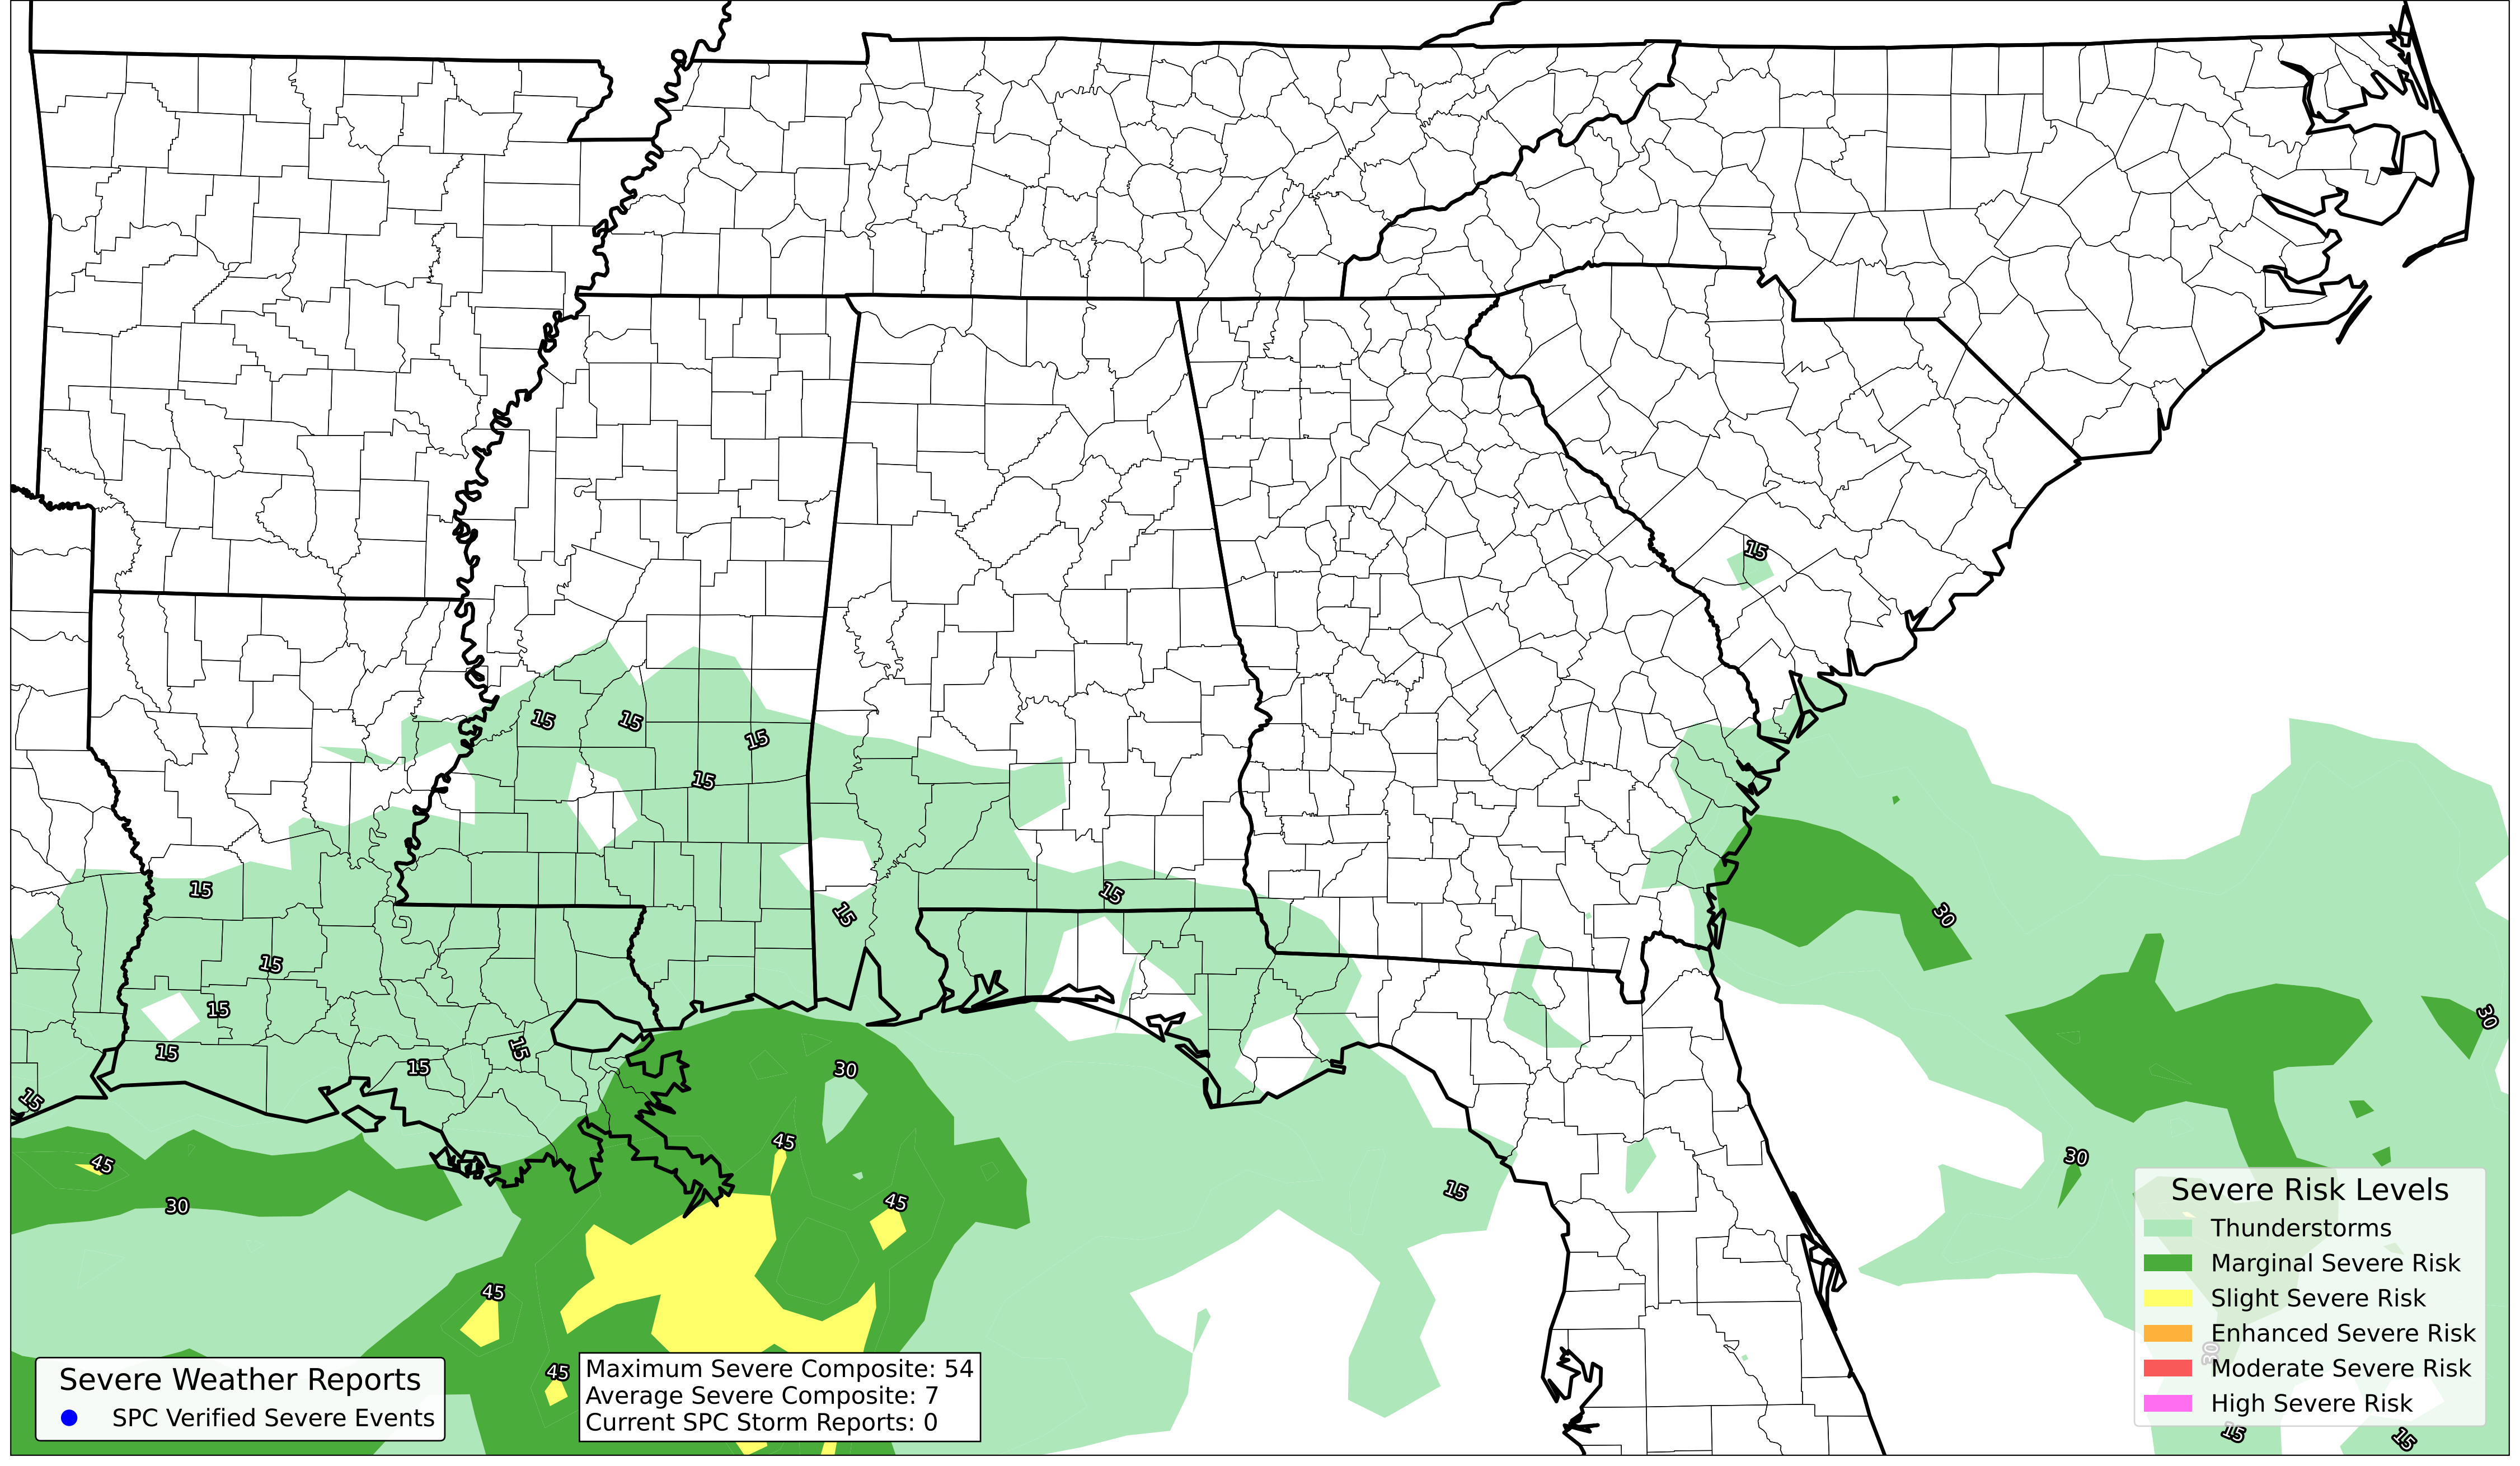 15
15
15
15
15
15
15
15
30
15
15
15
15
30
15
15
15
30
45
30
45
30
15
45
45
45
30
15
15
Severe Risk Levels
Thunderstorms
Marginal Severe Risk
Slight Severe Risk
Enhanced Severe Risk
Moderate Severe Risk
High Severe Risk
Severe Weather Reports
SPC Verified Severe Events
Maximum Severe Composite: 54
Average Severe Composite: 7
Current SPC Storm Reports: 0